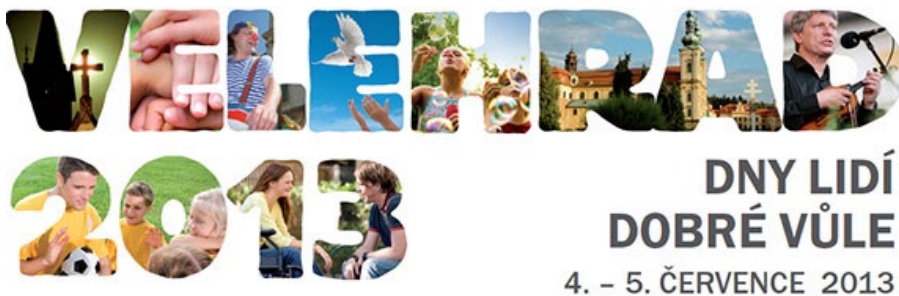 VELEHRAD
2013
DNY LIDÍ
DOBRÉ VŮLE
4. – 5. ČERVENCE 2013